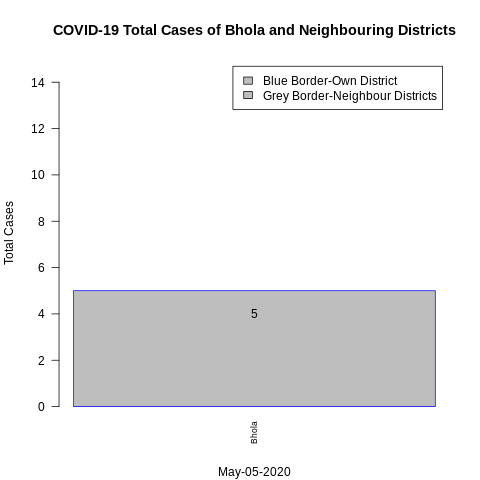 COVID-19 Total Cases of Bhola and Neighbouring Districts
Blue Border-Own District
Grey Border-Neighbour Districts
Total Cases
14
12
10
8
6
4
2
0
5
Bhola
May-05-2020